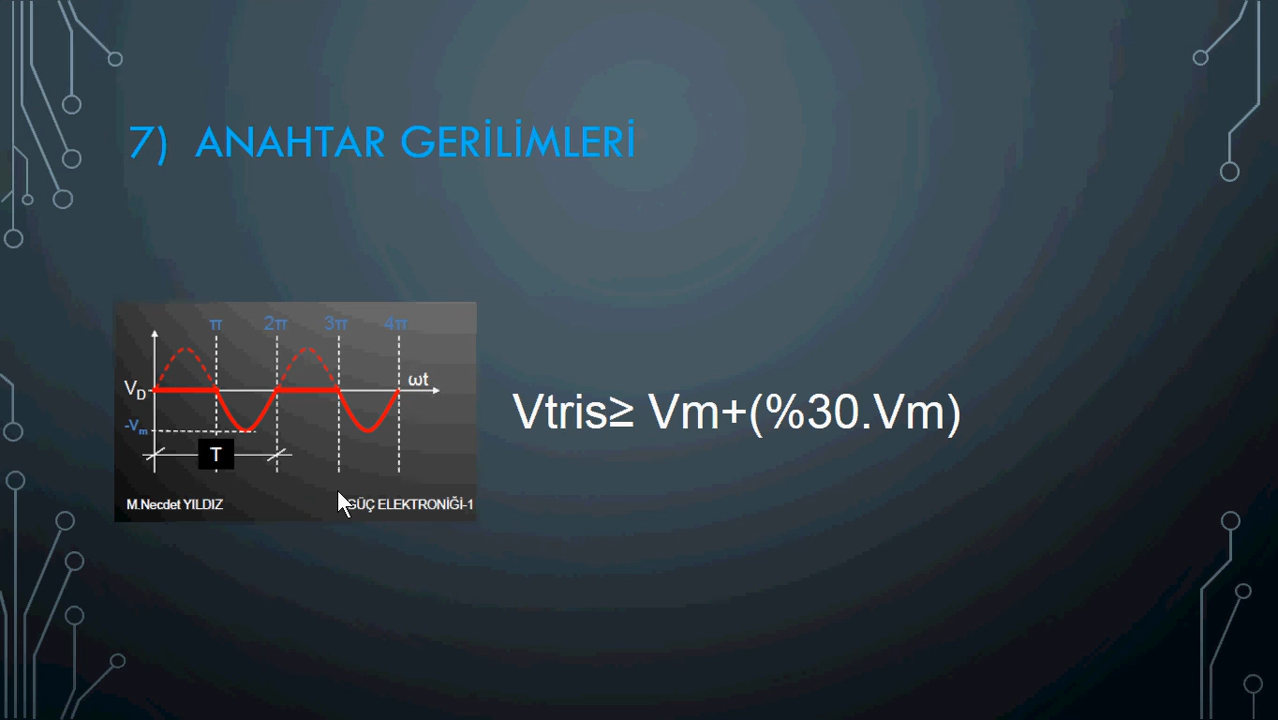 7) ANAHTAR GERİLİMLERİ
π 2π 3π 4π
V_D
ωt
-V_m
T
M.Necdet YILDIZ
GÜÇ ELEKTRONİĞİ-1
Vtris≥ Vm+(%30.Vm)